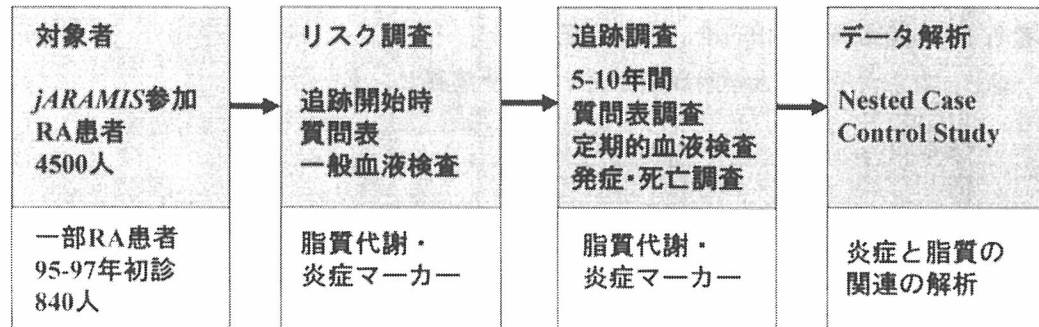 対象者
jARAMIS参加
RA患者
4500人
一部RA患者
95-97年初診
840人
リスク調査
追跡開始時
質問表
一般血液検査
脂質代謝・
炎症マーカー
追跡調査
5-10年間
質問表調査
定期的血液検査
発症・死亡調査
脂質代謝・
炎症マーカー
データ解析
Nested Case
Control Study
炎症と脂質の
関連の解析